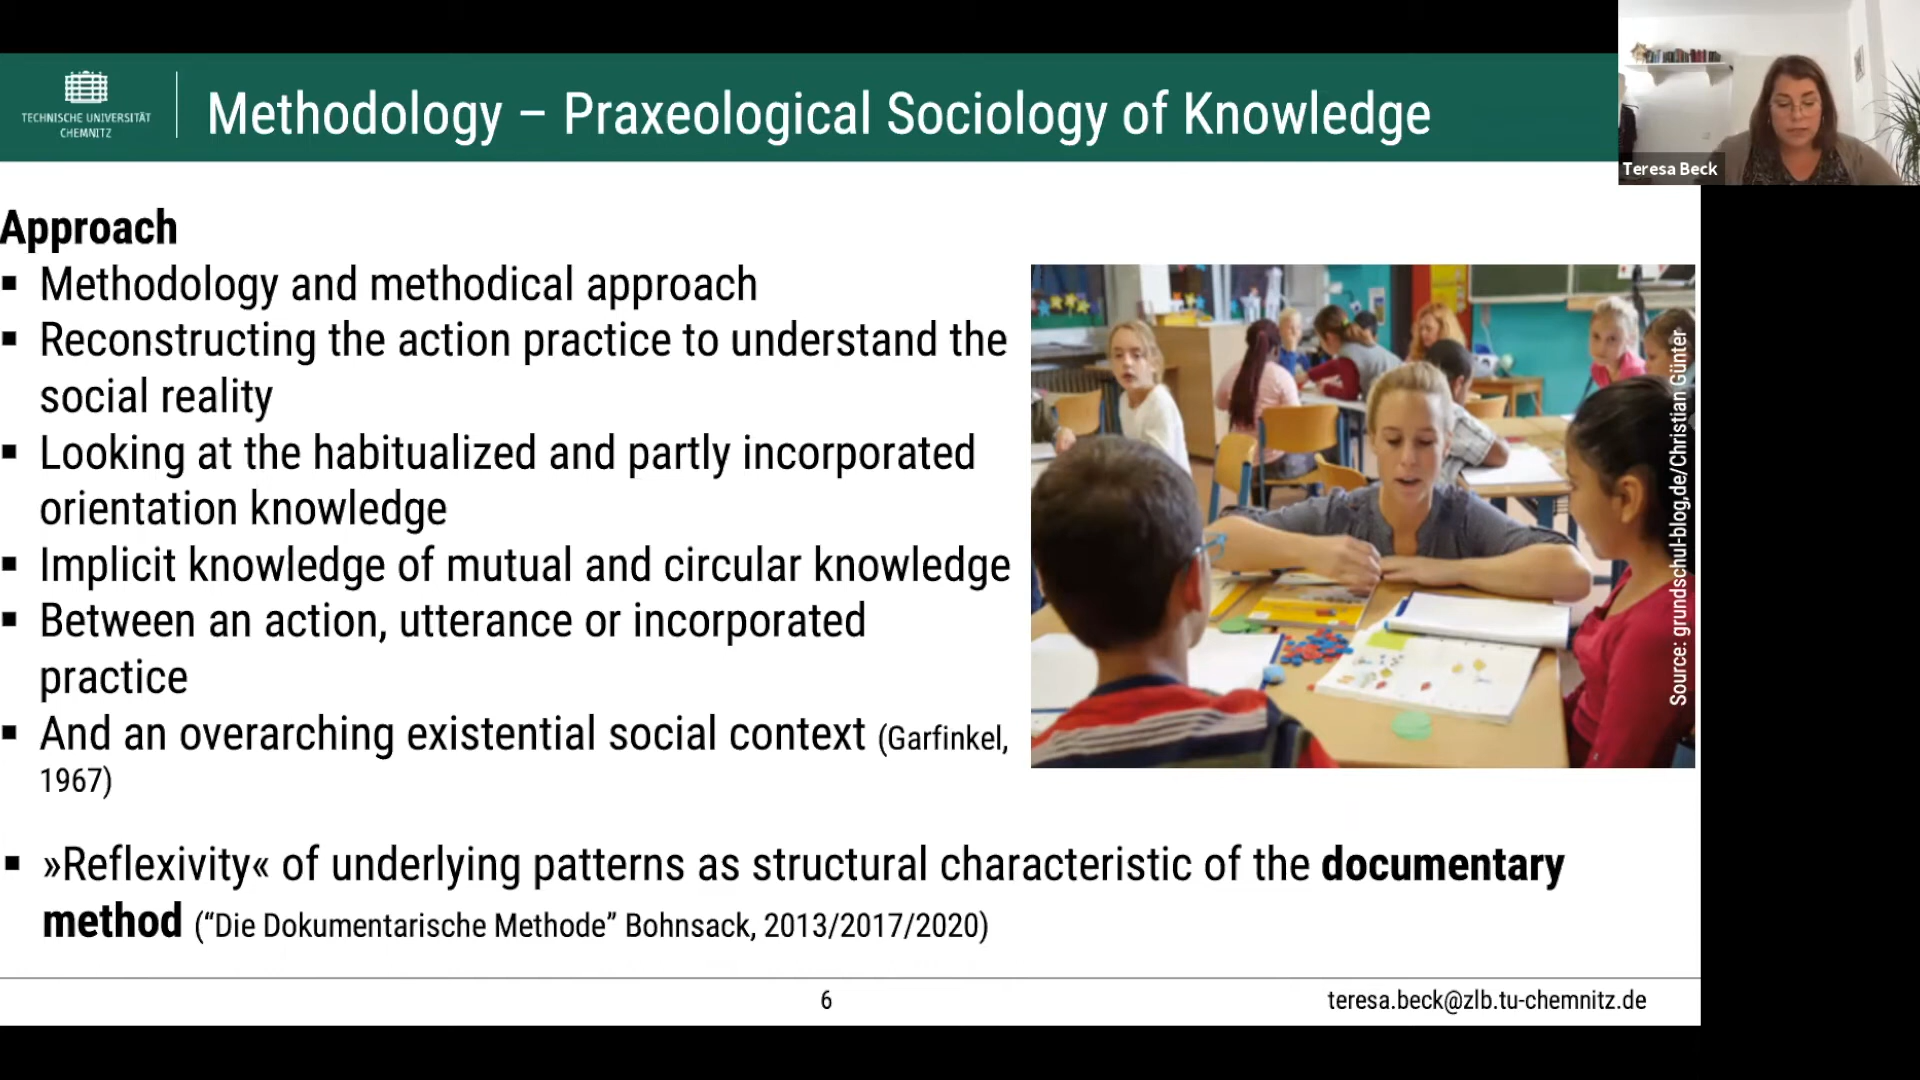 TECHNISCHE UNIVERSITÄT
CHEMNITZ
Methodology – Praxeological Sociology of Knowledge
Teresa Beck
Approach
▪ Methodology and methodical approach
▪ Reconstructing the action practice to understand the
social reality
▪ Looking at the habitualized and partly incorporated
orientation knowledge
▪ Implicit knowledge of mutual and circular knowledge
▪ Between an action, utterance or incorporated
practice
▪ And an overarching existential social context (Garfinkel,
1967)
Source: grundschul-blog.de/Christian Günter
▪ »Reflexivity« of underlying patterns as structural characteristic of the documentary
method (“Die Dokumentarische Methode” Bohnsack, 2013/2017/2020)
6
teresa.beck@zlb.tu-chemnitz.de